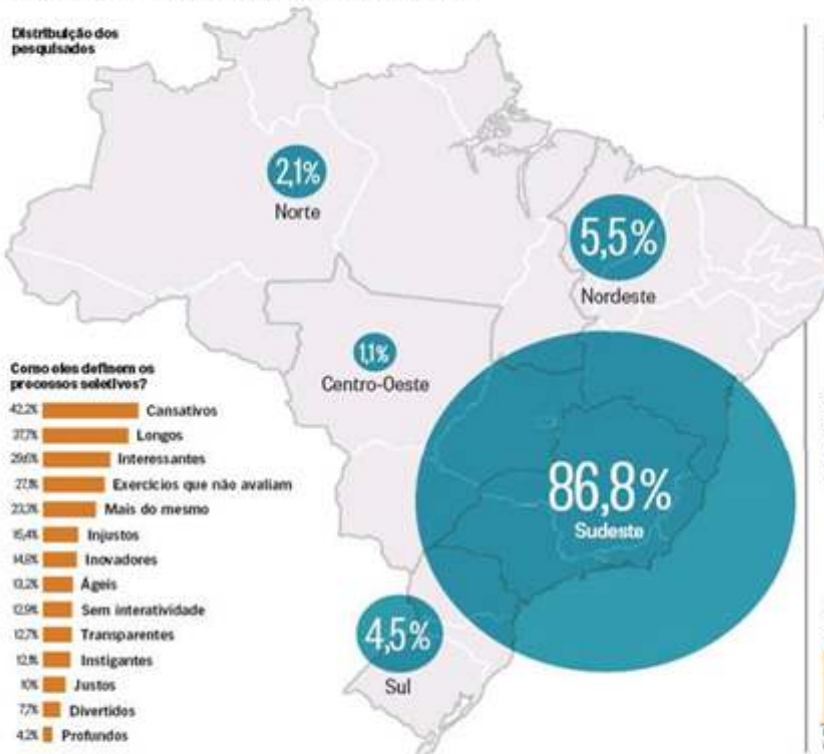 Distribuição dos
pesquisados
2,1%
Norte
5,5%
Nordeste
1,1%
Centro-Oeste
86,8%
Sudeste
4,5%
Sul
Como eles definem os
processos seletivos?
42,2% Cansativos
37,7% Longos
29,6% Interessantes
27,1% Exercícios que não avaliam
23,3% Mais do mesmo
15,4% Injustos
14,8% Inovadores
13,2% Ágeis
12,9% Sem interatividade
12,7% Transparentes
12,1% Instigantes
10% Justos
7,7% Divertidos
4,2% Profundos